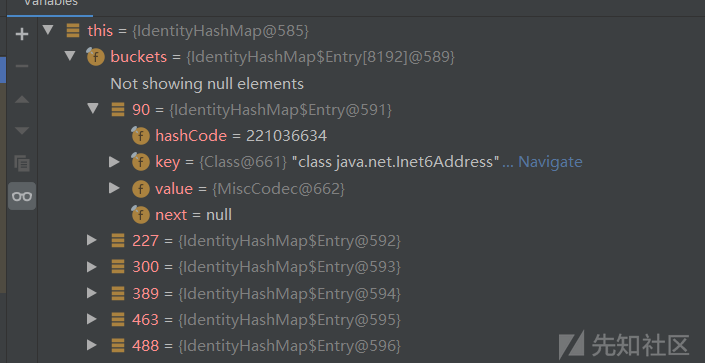 Variables
this = {IdentityHashMap@585}
buckets = {IdentityHashMap$Entry[8192]@589}
Not showing null elements
90 = {IdentityHashMap$Entry@591}
hashCode = 221036634
key = {Class@661} "class java.net.Inet6Address" ... Navigate
value = {MiscCodec@662}
next = null
227 = {IdentityHashMap$Entry@592}
300 = {IdentityHashMap$Entry@593}
389 = {IdentityHashMap$Entry@594}
463 = {IdentityHashMap$Entry@595}
488 = {IdentityHashMap$Entry@596}
先知社区